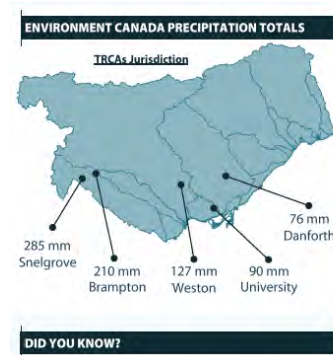 ENVIRONMENT CANADA PRECIPITATION TOTALS
TRCAs Jurisdiction
76 mm
Danforth
285 mm
Snelgrove
210 mm
Brampton
127 mm
Weston
90 mm
University
DID YOU KNOW?